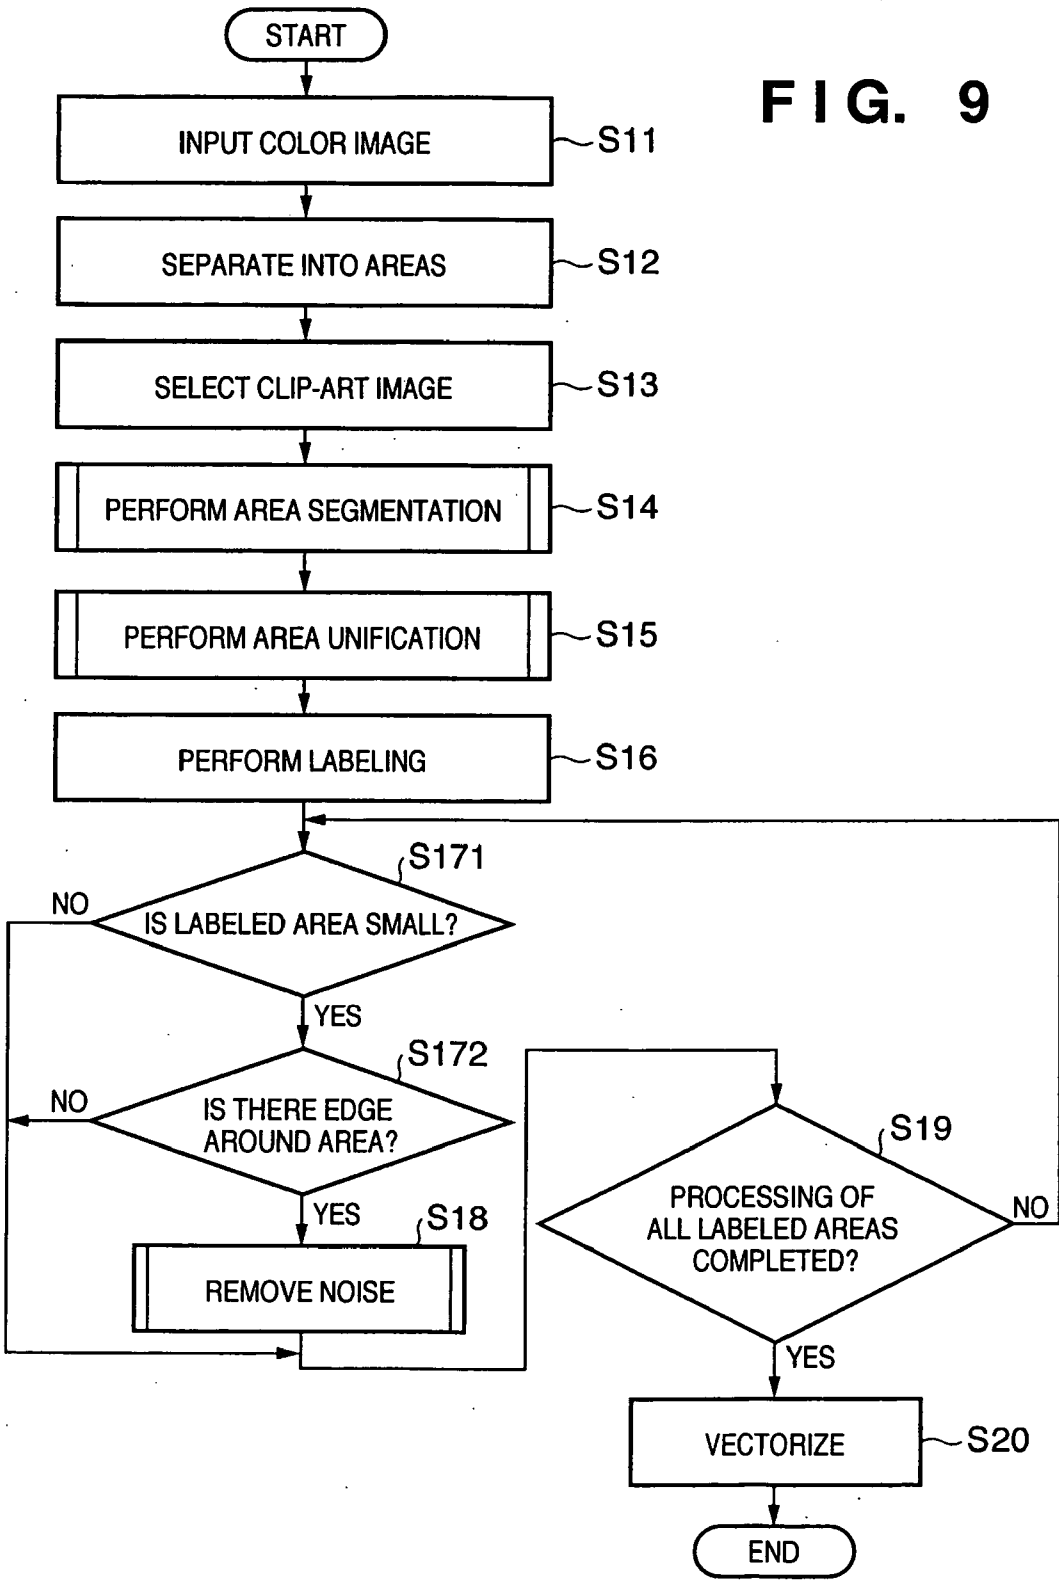 START
FIG. 9
INPUT COLOR IMAGE
S11
SEPARATE INTO AREAS
S12
SELECT CLIP-ART IMAGE
S13
PERFORM AREA SEGMENTATION
S14
PERFORM AREA UNIFICATION
S15
PERFORM LABELING
S16
S171
NO
IS LABELED AREA SMALL?
YES
S172
NO
IS THERE EDGE
AROUND AREA?
YES
S18
REMOVE NOISE
S19
PROCESSING OF
ALL LABELED AREAS
COMPLETED?
NO
YES
VECTORIZE
S20
END